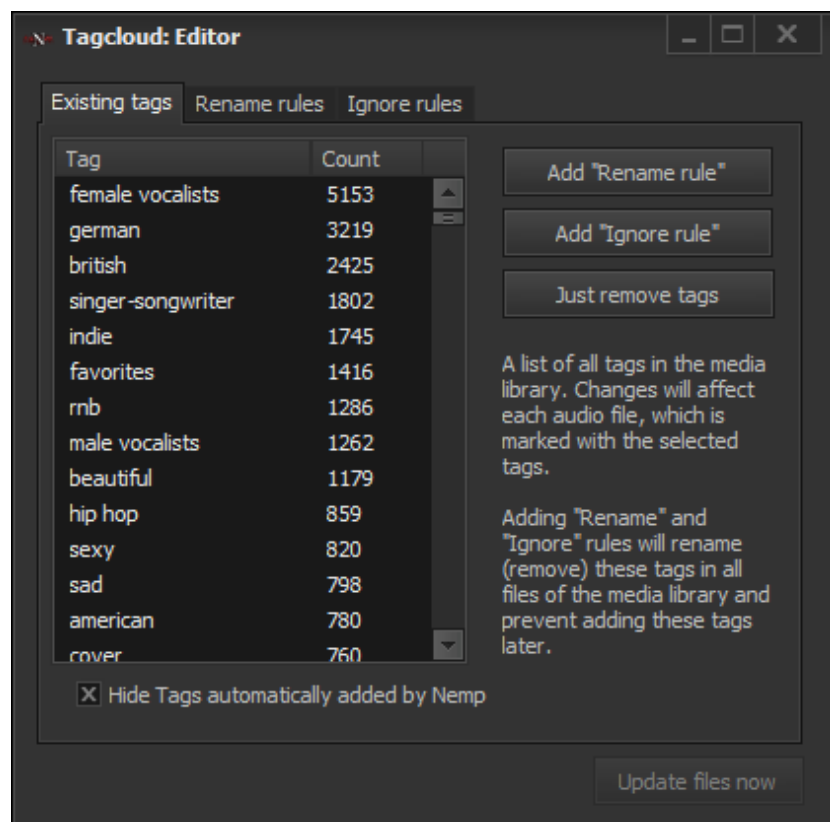 N Tagcloud: Editor
Existing tags Rename rules Ignore rules
Tag Count
female vocalists 5153
german 3219
british 2425
singer-songwriter 1802
indie 1745
favorites 1416
rnb 1286
male vocalists 1262
beautiful 1179
hip hop 859
sexy 820
sad 798
american 780
cover 760
Hide Tags automatically added by Nemp
Add "Rename rule"
Add "Ignore rule"
Just remove tags
A list of all tags in the media
library. Changes will affect
each audio file, which is
marked with the selected
tags.
Adding "Rename" and
"Ignore" rules will rename
(remove) these tags in all
files of the media library and
prevent adding these tags
later.
Update files now